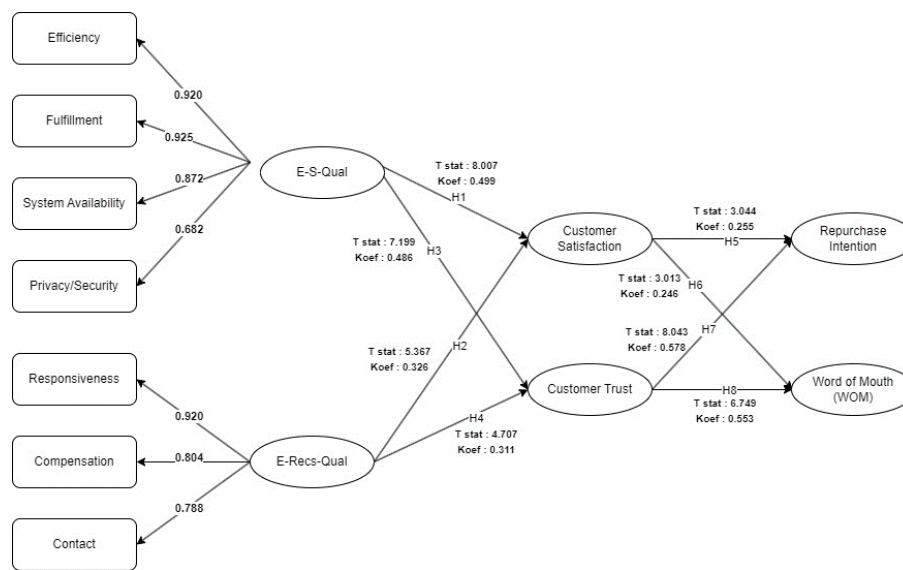 Efficiency
0.920
Fulfillment
0.925
System Availability
0.872
0.682
Privacy/Security
Responsiveness
0.920
Compensation
0.804
0.788
Contact
E-S-Qual
E-Recs-Qual
T stat : 8.007
Koef : 0.499
H1
T stat : 7.199
Koef : 0.486
H3
H2
T stat : 5.367
Koef : 0.326
H4
T stat : 4.707
Koef : 0.311
Customer
Satisfaction
Customer Trust
T stat : 3.044
Koef : 0.255
H5
T stat : 3.013
Koef : 0.246
H6
H7
T stat : 8.043
Koef : 0.578
H8
T stat : 6.749
Koef : 0.553
Repurchase
Intention
Word of Mouth
(WOM)